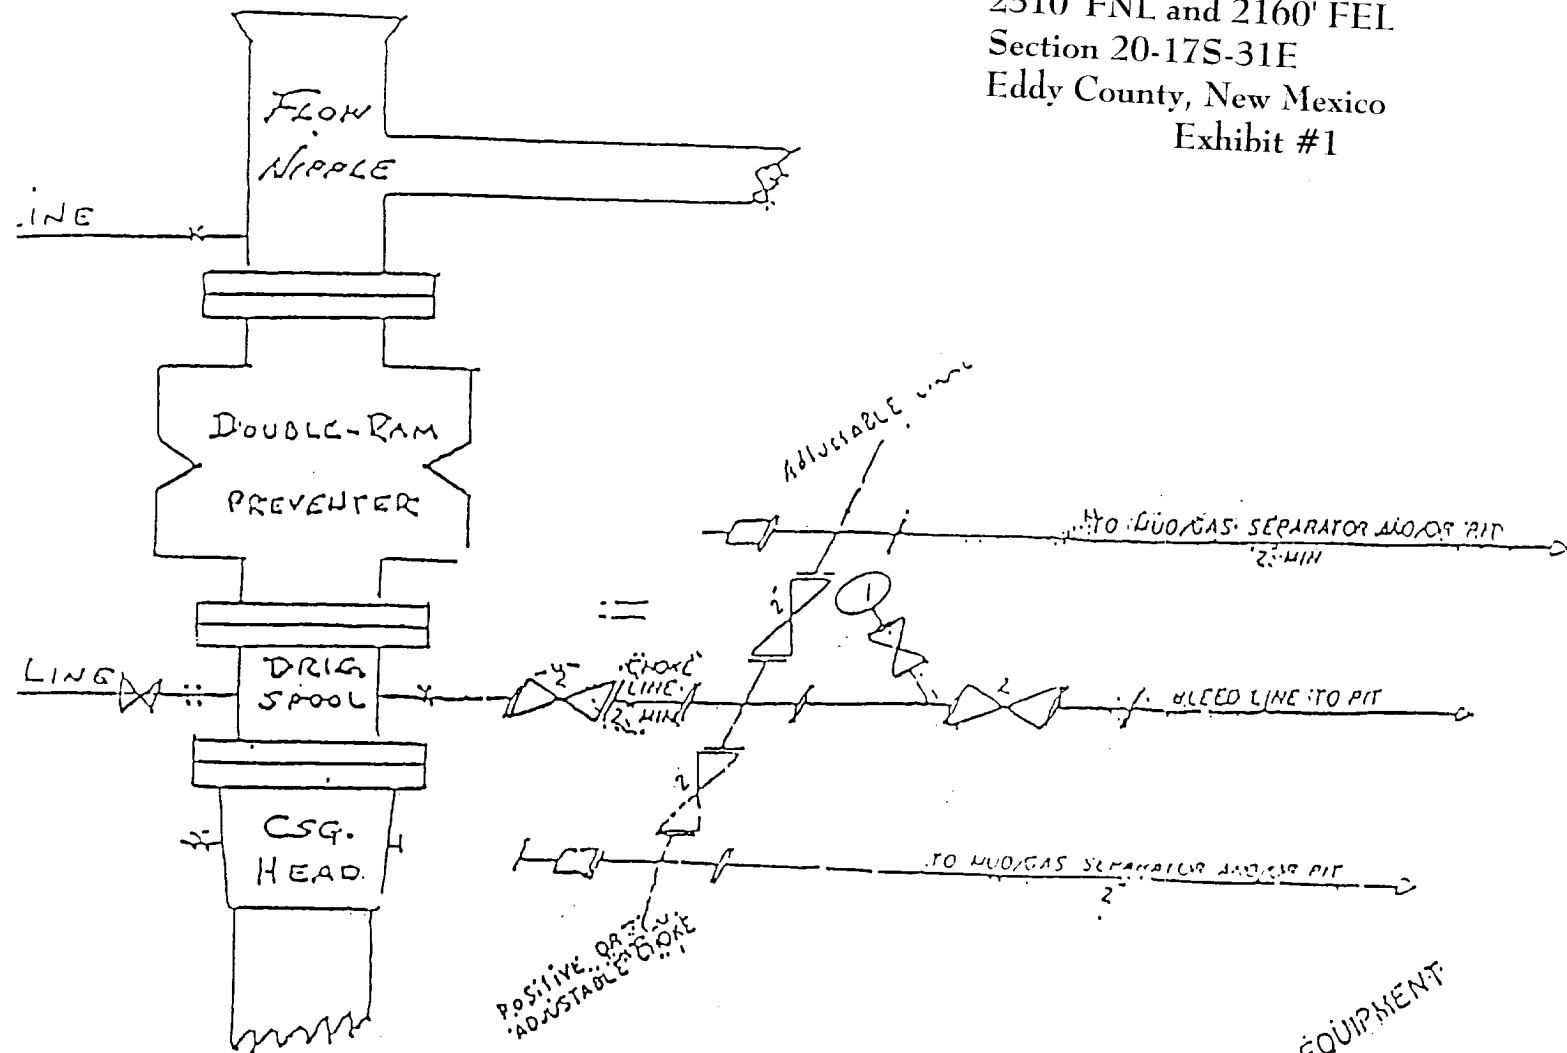 2310' FNL and 2160' FEL
Section 20-17S-31E
Eddy County, New Mexico
Exhibit #1
FLOW
NIPPLE
LINE
DOUBLE-RAM
PREVENTER
ADJUSTABLE
TO MUD/GAS SEPARATOR AND/OR PIT
2" MIN
2"
1
LINE
DRLG
SPOOL
CHOKE
LINE
2" MIN
2
BLEED LINE TO PIT
2
CSG.
HEAD
TO MUD/GAS SEPARATOR AND/OR PIT
2"
POSITIVE OR
ADJUSTABLE CHOKE
EQUIPMENT